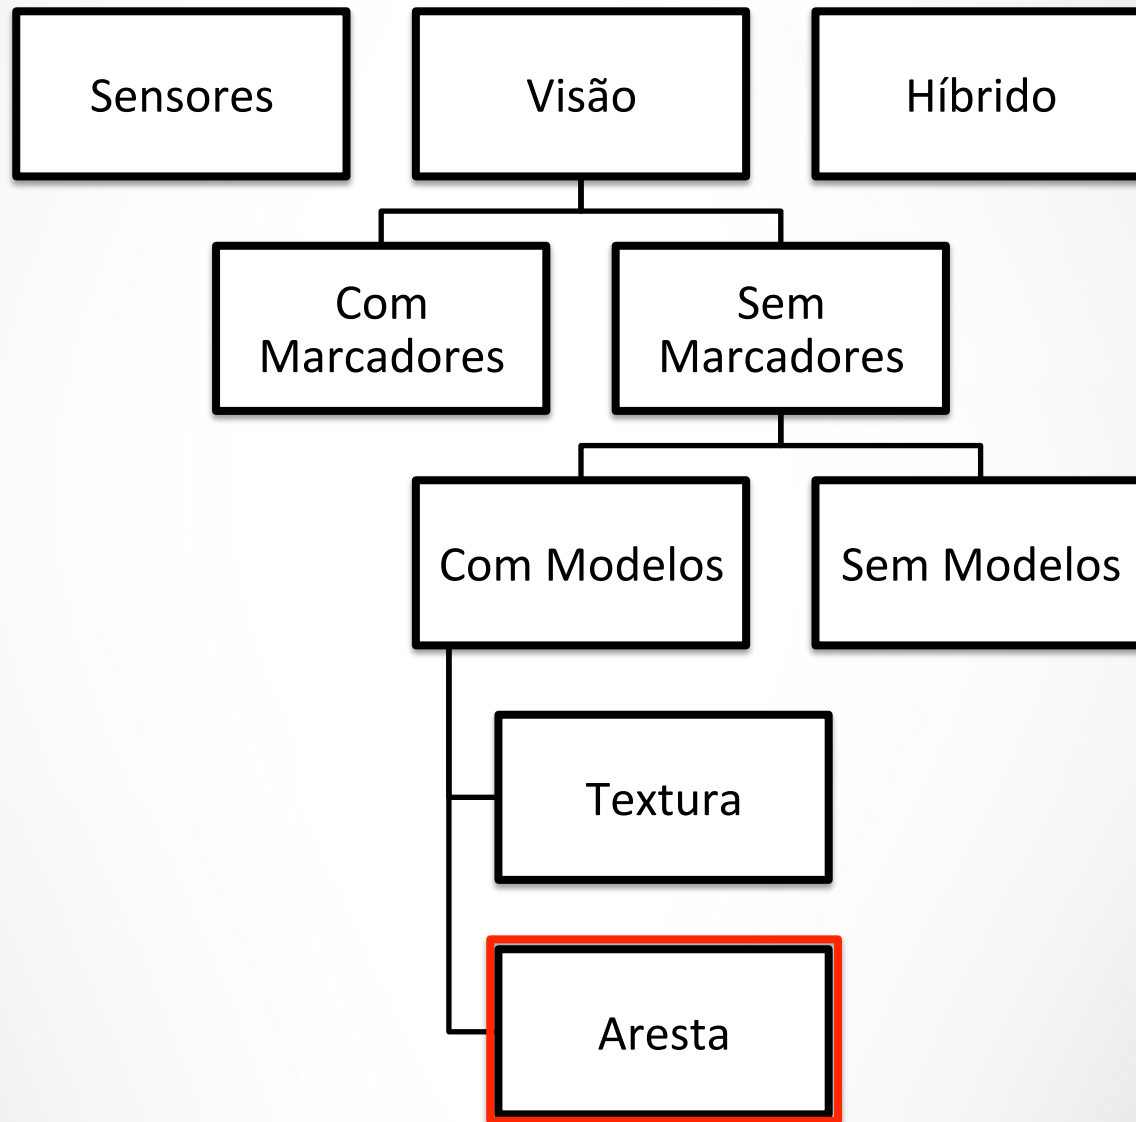 Sensores
Visão
Híbrido
Com
Marcadores
Sem
Marcadores
Com Modelos
Sem Modelos
Textura
Aresta